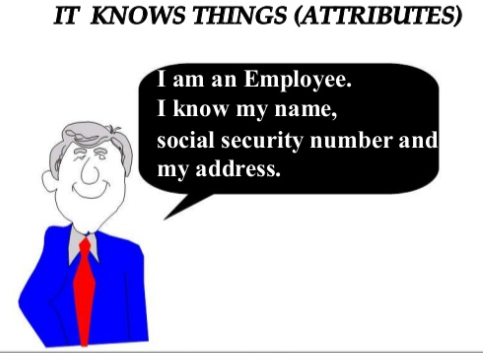 IT KNOWS THINGS (ATTRIBUTES)
I am an Employee.
I know my name,
social security number and
my address.